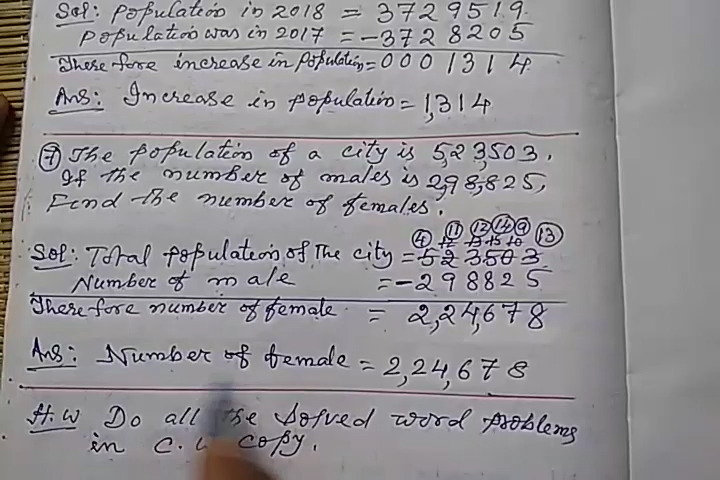 Sol: Population in 2018 = 3729519
Population was in 2017 = -3728205
Therefore increase in Population = 0001314
Ans: Increase in population = 1,314
⑦ The population of a city is 5,23,503.
If the number of males is 2,98,825,
Find the number of females.
④ ⑪ ⑫ ⑭ ⑨ ⑬
Sol: Total population of The city = 523503
Number of male = -298825
Therefore number of female = 2,24,678
Ans: Number of female = 2,24,678
H.W Do all the Solved word problems
in C.W copy.